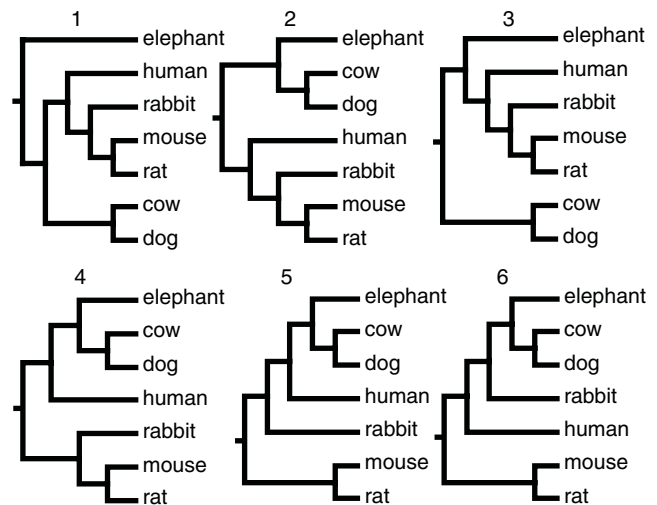 1
elephant
human
rabbit
mouse
rat
cow
dog
2
elephant
cow
dog
human
rabbit
mouse
rat
3
elephant
human
rabbit
mouse
rat
cow
dog
4
elephant
cow
dog
human
rabbit
mouse
rat
5
elephant
cow
dog
human
rabbit
mouse
rat
6
elephant
cow
dog
rabbit
human
mouse
rat